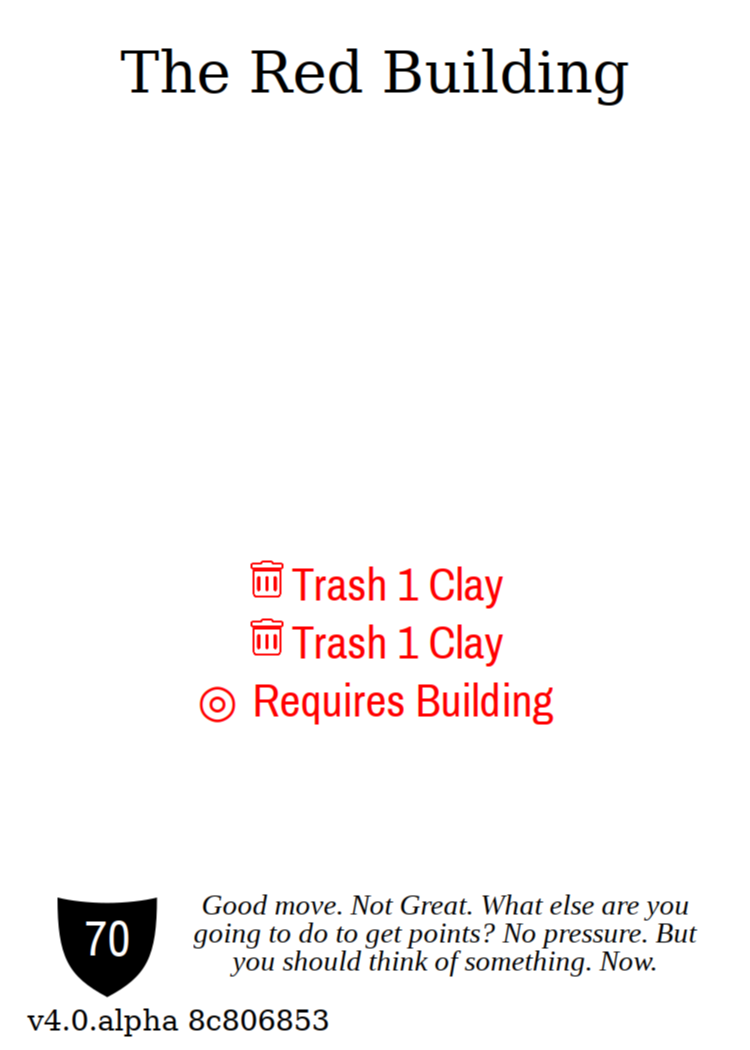 The Red Building
Trash 1 Clay
Trash 1 Clay
Requires Building
70
Good move. Not Great. What else are you
going to do to get points? No pressure. But
you should think of something. Now.
v4.0.alpha 8c806853